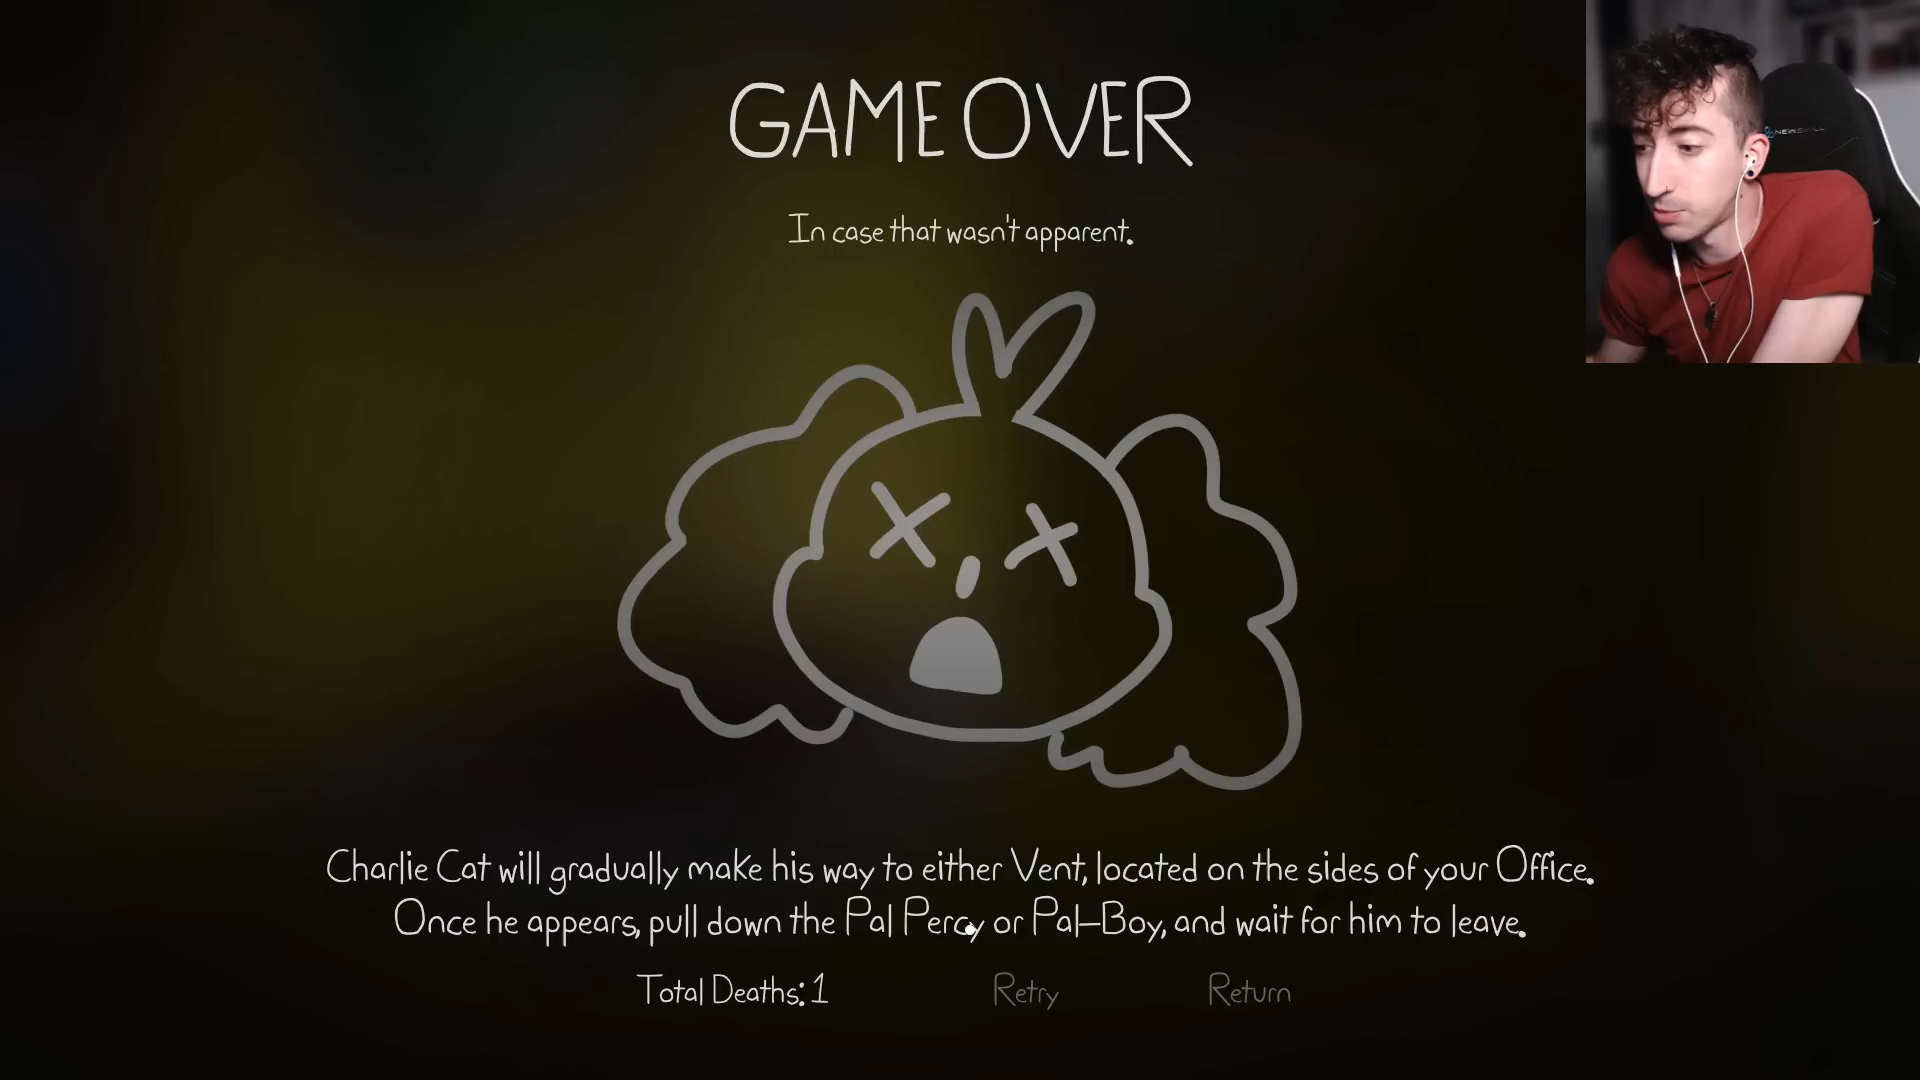 GAME OVER
In case that wasn't apparent.
Charlie Cat will gradually make his way to either Vent, located on the sides of your Office.
Once he appears, pull down the Pal Percy or Pal-Boy, and wait for him to leave.
Total Deaths: 1
Retry
Return
NEWSKILL